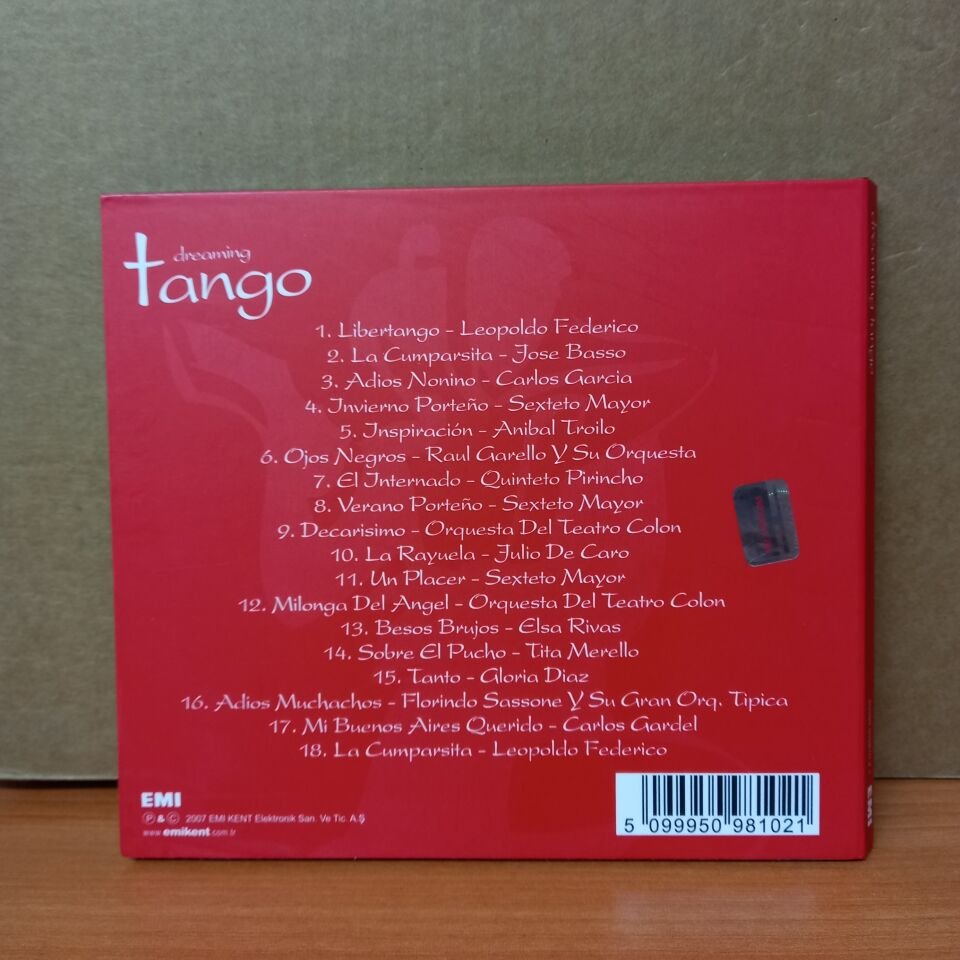 dreaming
tango
1. Libertango - Leopoldo Federico
2. La Cumparsita - Jose Basso
3. Adios Nonino - Carlos Garcia
4. Invierno Porteño - Sexteto Mayor
5. Inspiración - Anibal Troilo
6. Ojos Negros - Raul Garello Y Su Orquesta
7. El Internado - Quinteto Pirincho
8. Verano Porteño - Sexteto Mayor
9. Decarisimo - Orquesta Del Teatro Colon
10. La Rayuela - Julio De Caro
11. Un Placer - Sexteto Mayor
12. Milonga Del Angel - Orquesta Del Teatro Colon
13. Besos Brujos - Elsa Rivas
14. Sobre El Pucho - Tita Merello
15. Tanto - Gloria Diaz
16. Adios Muchachos - Florindo Sassone Y Su Gran Orq. Tipica
17. Mi Buenos Aires Querido - Carlos Gardel
18. La Cumparsita - Leopoldo Federico
EMI
Ⓟ & © 2007 EMI KENT Elektronik San. Ve Tic. A.Ş
www.emikent.com.tr
5 099950 981021
EMI